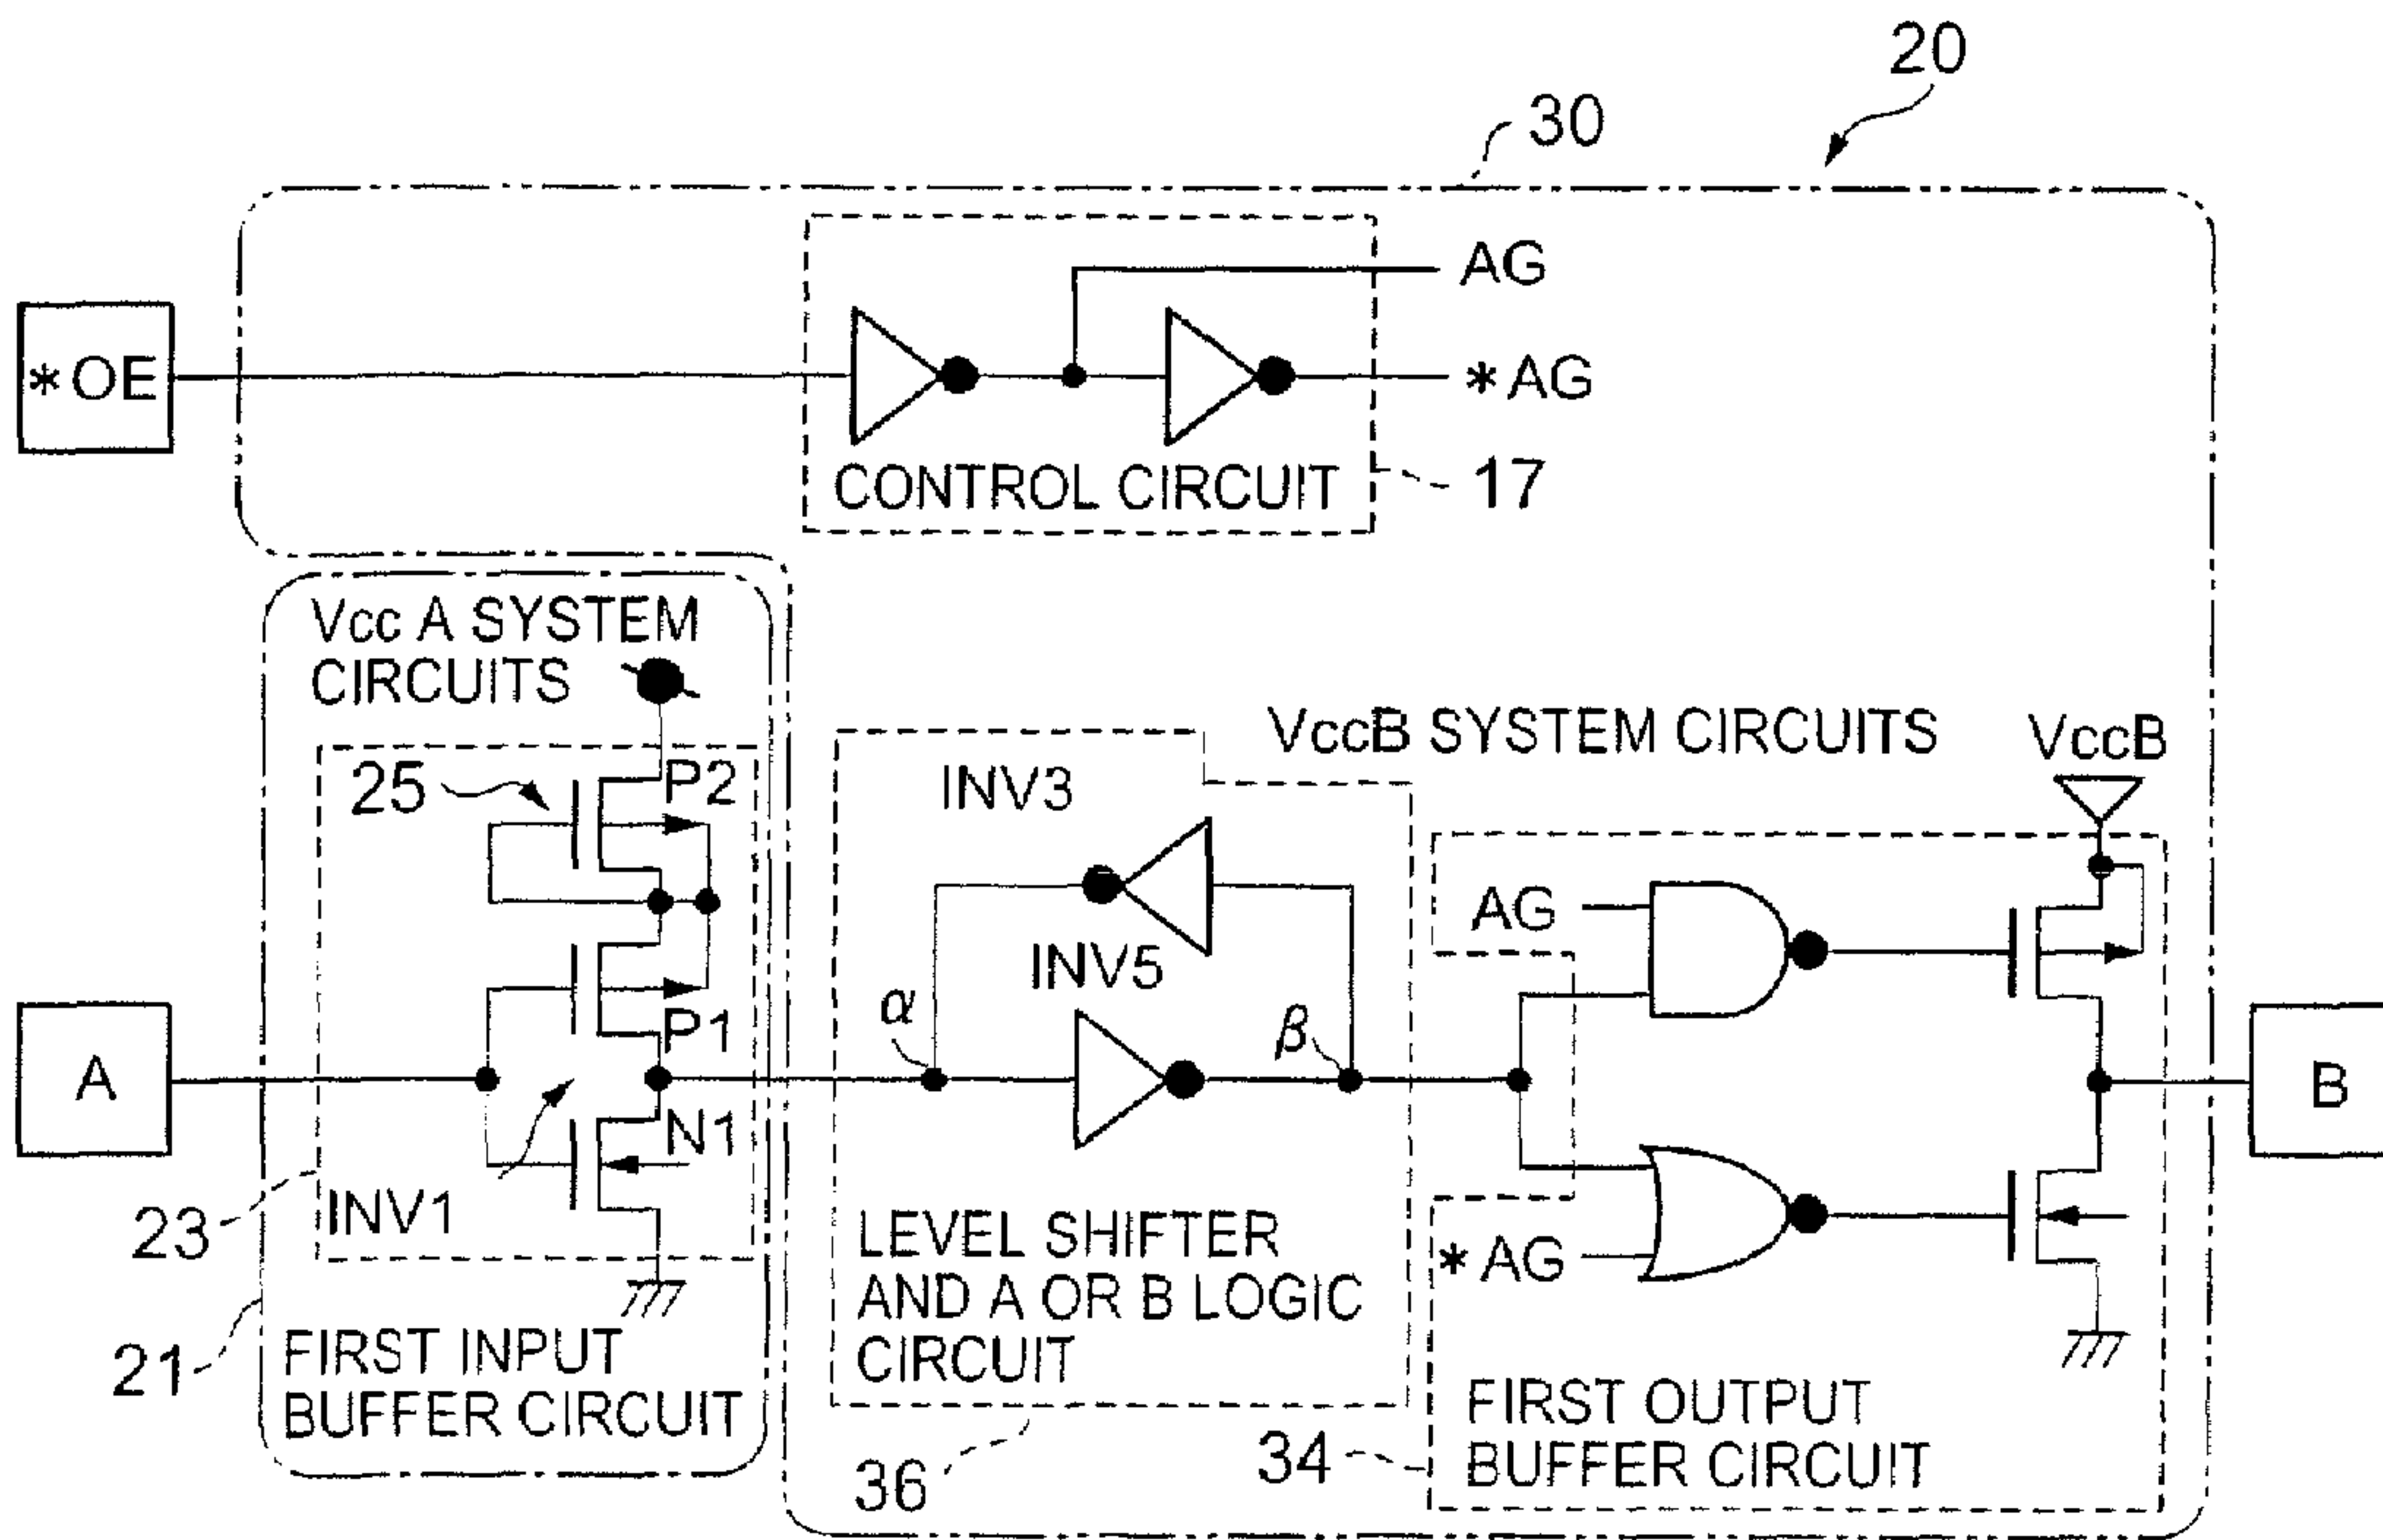 20
30
AG
*OE
*AG
CONTROL CIRCUIT
17
Vcc A SYSTEM
CIRCUITS
VccB SYSTEM CIRCUITS
VccB
25
P2
INV3
AG
INV5
α
β
P1
A
B
N1
INV1
23
LEVEL SHIFTER
AND A OR B LOGIC
CIRCUIT
*AG
21
FIRST INPUT
BUFFER CIRCUIT
36
34
FIRST OUTPUT
BUFFER CIRCUIT